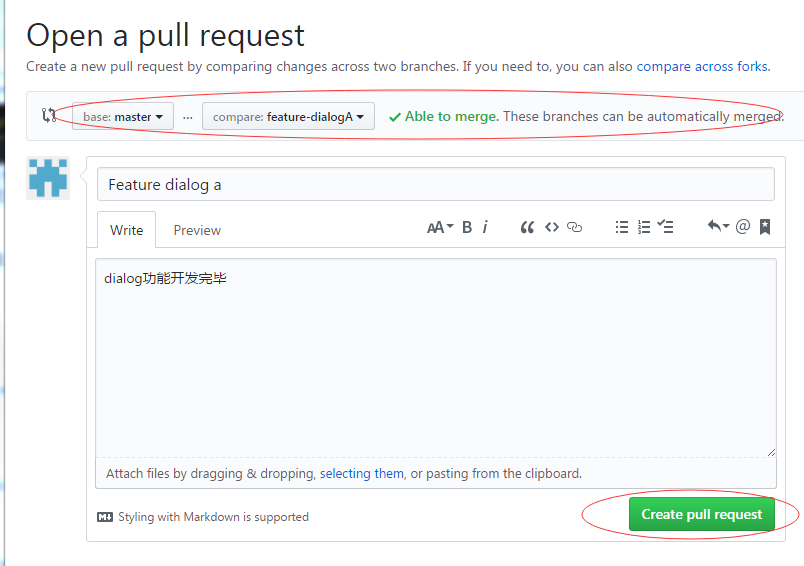 Open a pull request
Create a new pull request by comparing changes across two branches. If you need to, you can also compare across forks.
base: master ... compare: feature-dialogA Able to merge. These branches can be automatically merged.
Feature dialog a
Write Preview AA B i @
dialog功能开发完毕
Attach files by dragging & dropping, selecting them, or pasting from the clipboard.
Styling with Markdown is supported Create pull request